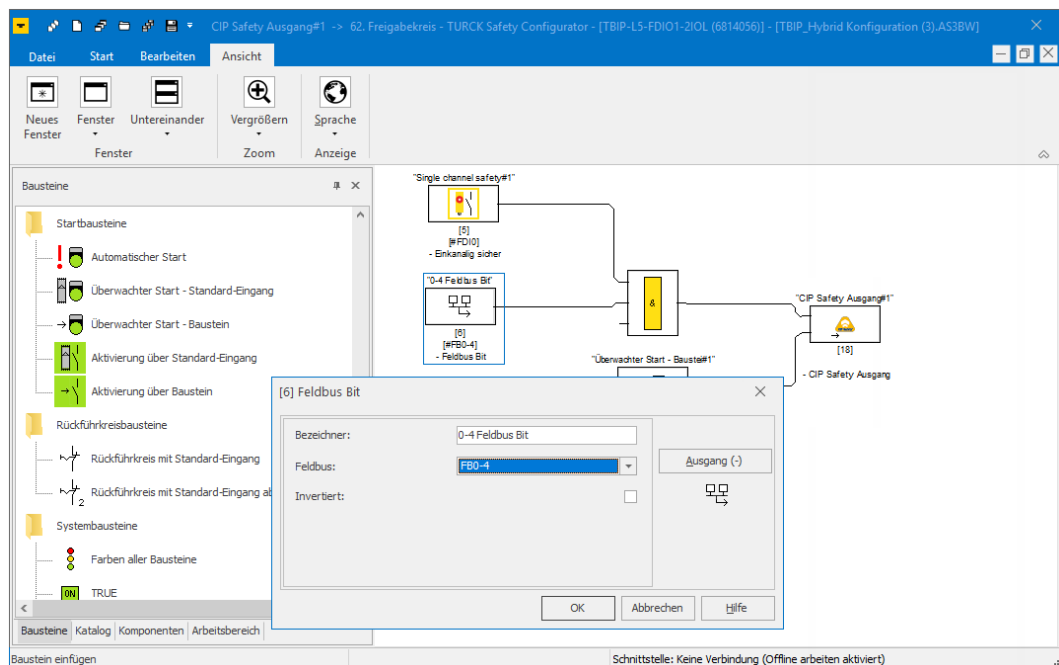 CIP Safety Ausgang#1 -> 62. Freigabekreis - TURCK Safety Configurator - [TBIP-L5-FDIO1-2IOL (6814056)] - [TBIP_Hybrid Konfiguration (3).AS3BW]
Datei Start Bearbeiten Ansicht
Neues Fenster Untereinander Vergrößern Sprache
Fenster
Fenster Zoom Anzeige
Bausteine
Startbausteine
Automatischer Start
Überwachter Start - Standard-Eingang
Überwachter Start - Baustein
Aktivierung über Standard-Eingang
Aktivierung über Baustein
Rückführkreisbausteine
Rückführkreis mit Standard-Eingang
2
Rückführkreis mit Standard-Eingang ab
Systembausteine
Farben aller Bausteine
ON TRUE
Bausteine Katalog Komponenten Arbeitsbereich
"Single channel safety#1"
[5]
[#FDI0]
- Einkanalig sicher
"0-4 Feldbus Bit"
[6]
[#FB0-4]
- Feldbus Bit
&
"CIP Safety Ausgang#1"
[18]
- CIP Safety Ausgang
"Überwachter Start - Baustei#1"
[6] Feldbus Bit
Bezeichner: 0-4 Feldbus Bit
Feldbus: FB0-4
Ausgang (-)
Invertiert:
OK Abbrechen Hilfe
Baustein einfügen
Schnittstelle: Keine Verbindung (Offline arbeiten aktiviert)